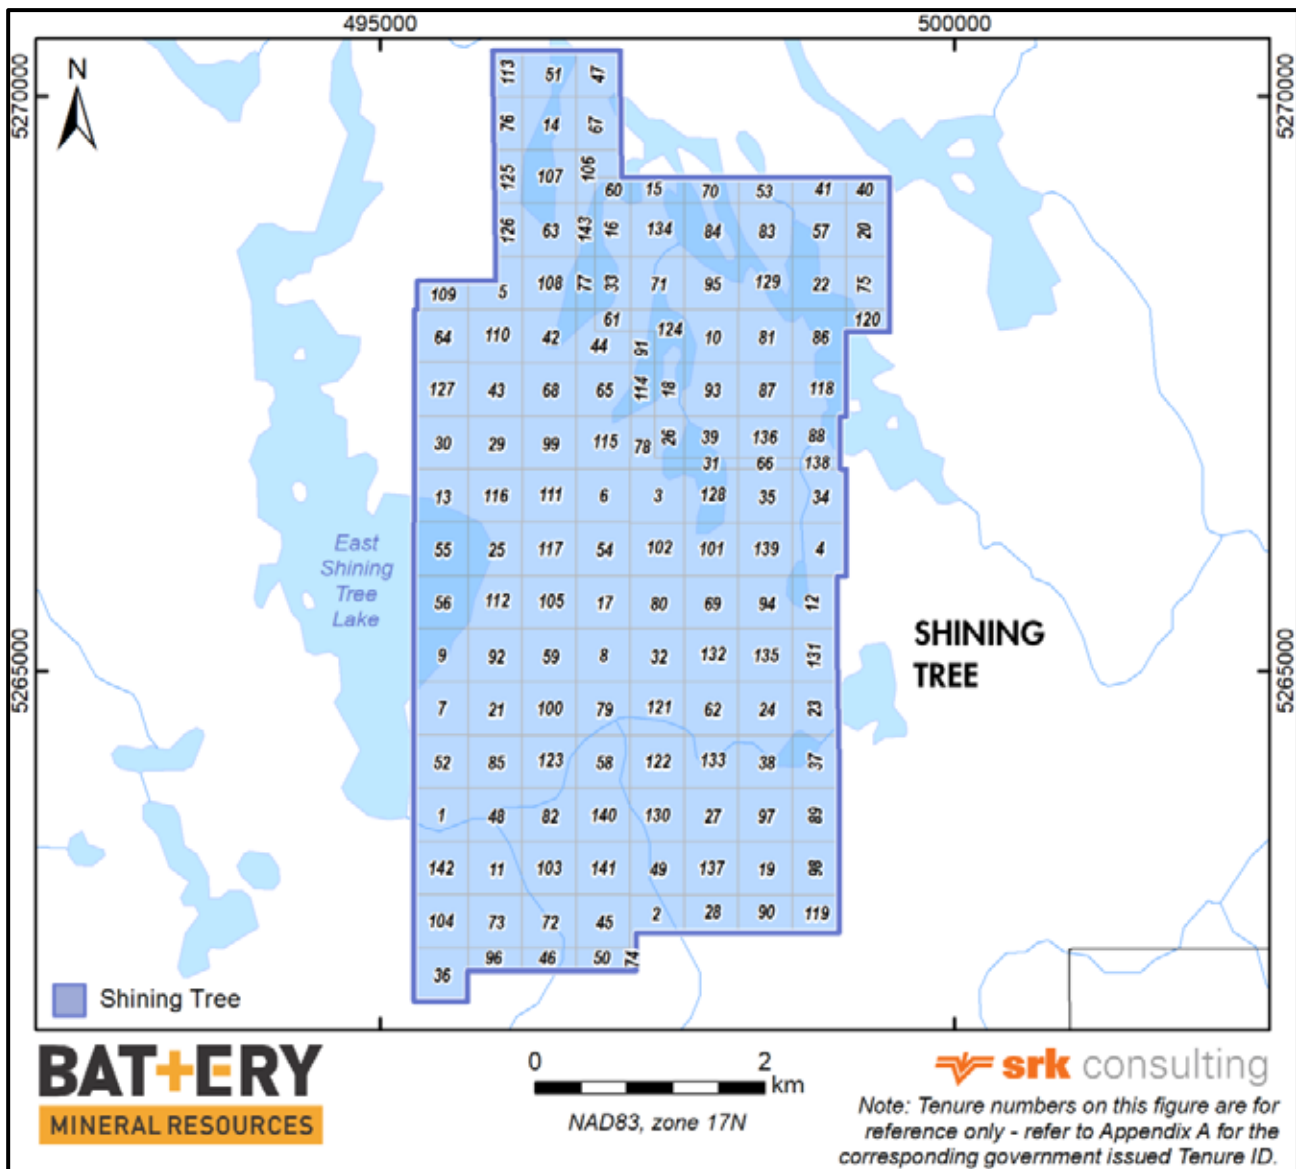 495000 500000
5270000 5270000
N
113 51 47
76 14 67
125 107 106
60 15 70 53 41 40
126 63 143 16 134 84 83 57 20
109 5 108 77 33 71 95 129 22 75
61 124 120
64 110 42 44 91 10 81 86
127 43 68 65 114 18 93 87 118
30 29 99 115 78 26 39 136 88
31 66 138
13 116 111 6 3 128 35 34
East
Shining
Tree
Lake
55 25 117 54 102 101 139 4
56 112 105 17 80 69 94 12
SHINING
TREE
9 92 59 8 32 132 135 131
5265000 5265000
7 21 100 79 121 62 24 23
52 85 123 58 122 133 38 37
1 48 82 140 130 27 97 89
142 11 103 141 49 137 19 98
104 73 72 45 2 28 90 119
36 96 46 50 74
Shining Tree
BATTERY
MINERAL RESOURCES
0 2
km
NAD83, zone 17N
srk consulting
Note: Tenure numbers on this figure are for
reference only - refer to Appendix A for the
corresponding government issued Tenure ID.